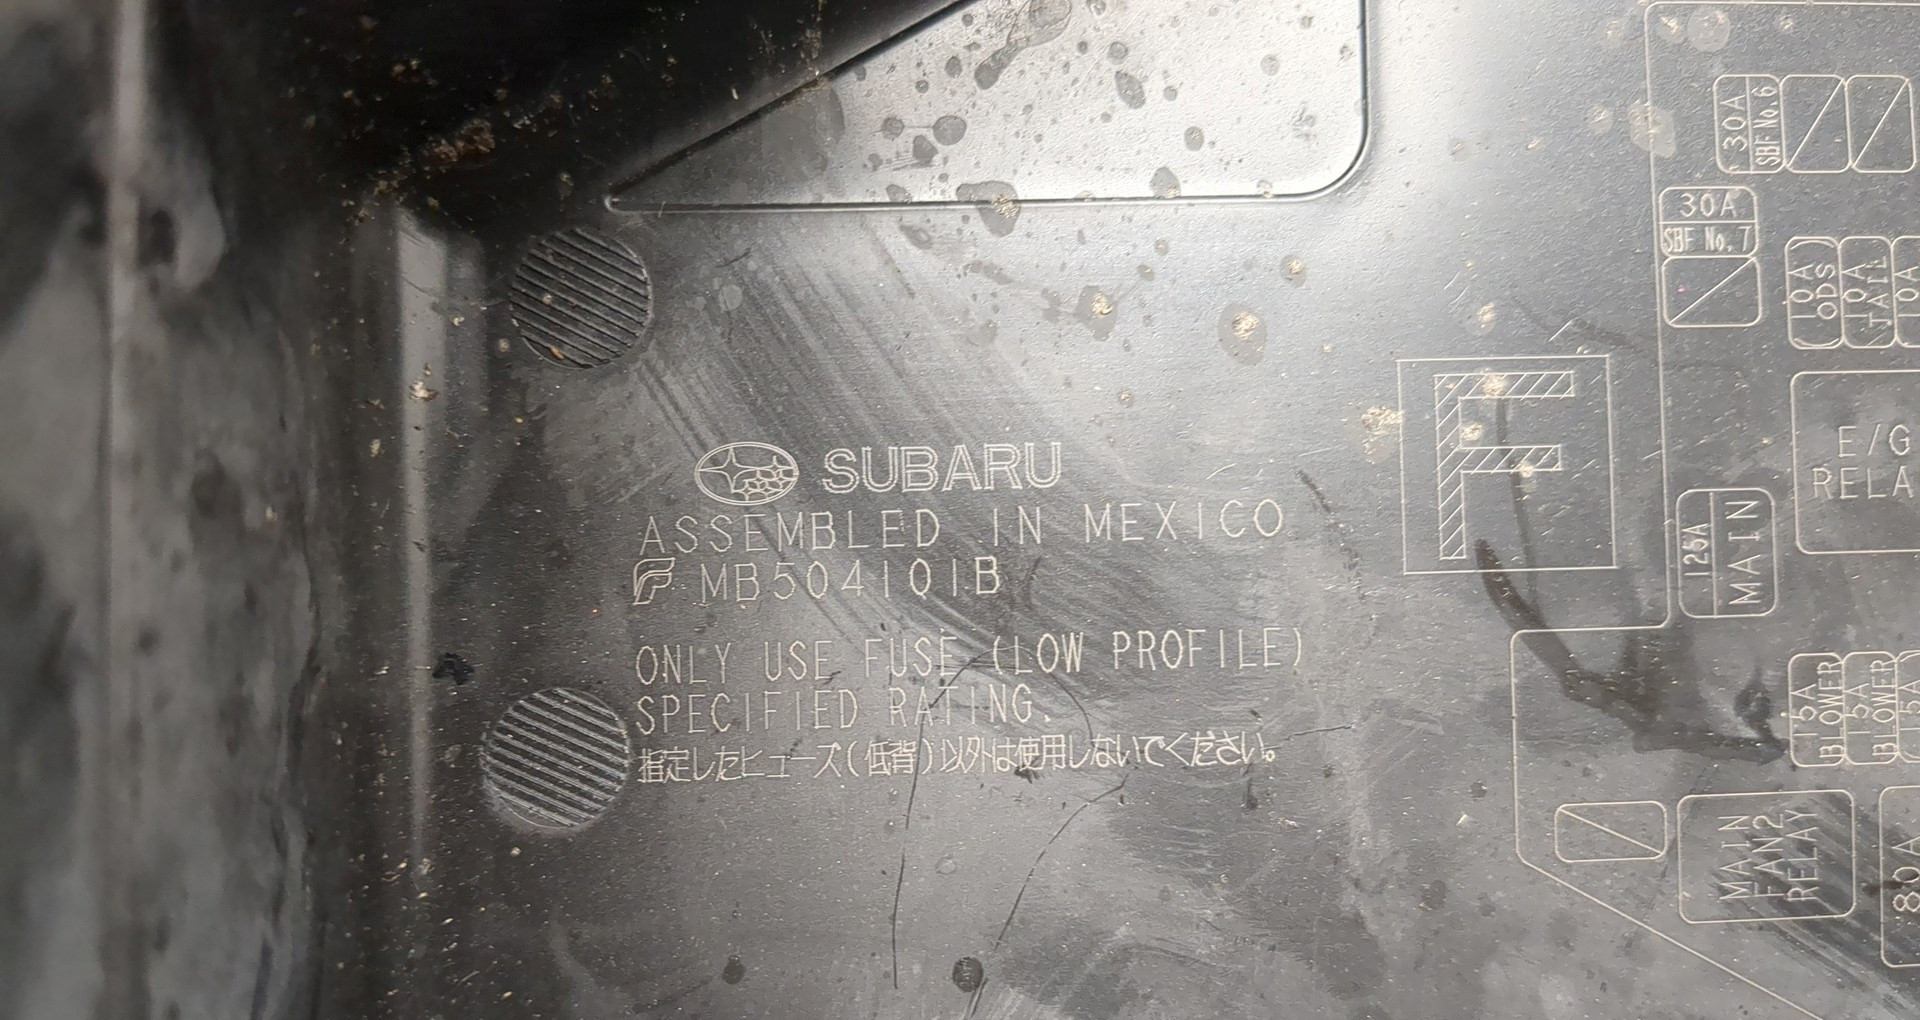 SUBARU
ASSEMBLED IN MEXICO
MB504101B
ONLY USE FUSE (LOW PROFILE)
SPECIFIED RATING.
指定したヒューズ(低背)以外は使用しないでください。
F
30A
SBF No.6
30A
SBF No.7
10A
ODS
10A
TAIL
10A
E/G
RELA
125A
MAIN
15A
BLOWER
15A
BLOWER
15A
MAIN
FAN2
RELAY
80A